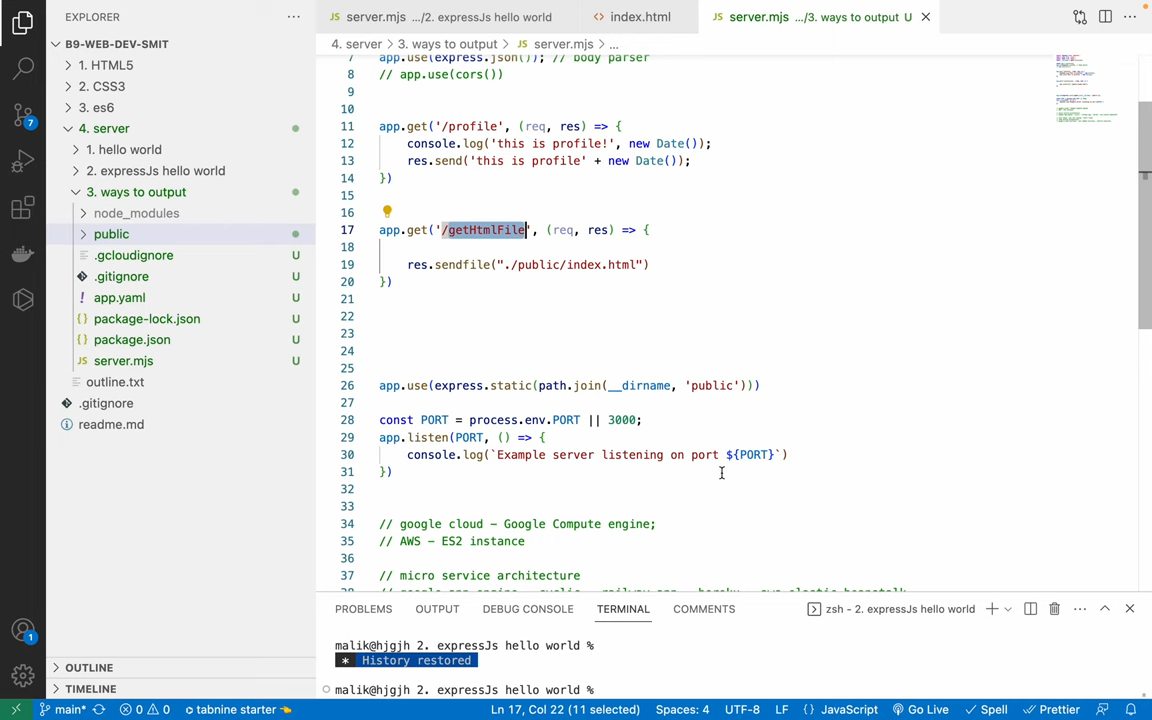 EXPLORER
B9-WEB-DEV-SMIT
1. HTML5
2. CSS3
3. es6
4. server
1. hello world
2. expressJs hello world
3. ways to output
node_modules
public
.gcloudignore U
.gitignore U
app.yaml U
package-lock.json U
package.json U
server.mjs U
outline.txt
.gitignore
readme.md
OUTLINE
TIMELINE
server.mjs .../2. expressJs hello world
index.html
server.mjs .../3. ways to output U
4. server > 3. ways to output > server.mjs > ...
7 app.use(express.json()); // body parser
8 // app.use(cors())
9
10
11 app.get('/profile', (req, res) => {
12 console.log('this is profile!', new Date());
13 res.send('this is profile' + new Date());
14 })
15
16
17 app.get('/getHtmlFile', (req, res) => {
18
19 res.sendfile("./public/index.html")
20 })
21
22
23
24
25
26 app.use(express.static(path.join(__dirname, 'public')))
27
28 const PORT = process.env.PORT || 3000;
29 app.listen(PORT, () => {
30 console.log(`Example server listening on port ${PORT}`)
31 })
32
33
34 // google cloud - Google Compute engine;
35 // AWS - ES2 instance
36
37 // micro service architecture
PROBLEMS OUTPUT DEBUG CONSOLE TERMINAL COMMENTS
zsh - 2. expressJs hello world
malik@hjgjh 2. expressJs hello world %
* History restored
malik@hjgjh 2. expressJs hello world %
7
1
main* 0 0 tabnine starter Ln 17, Col 22 (11 selected) Spaces: 4 UTF-8 LF {} JavaScript Go Live Spell Prettier